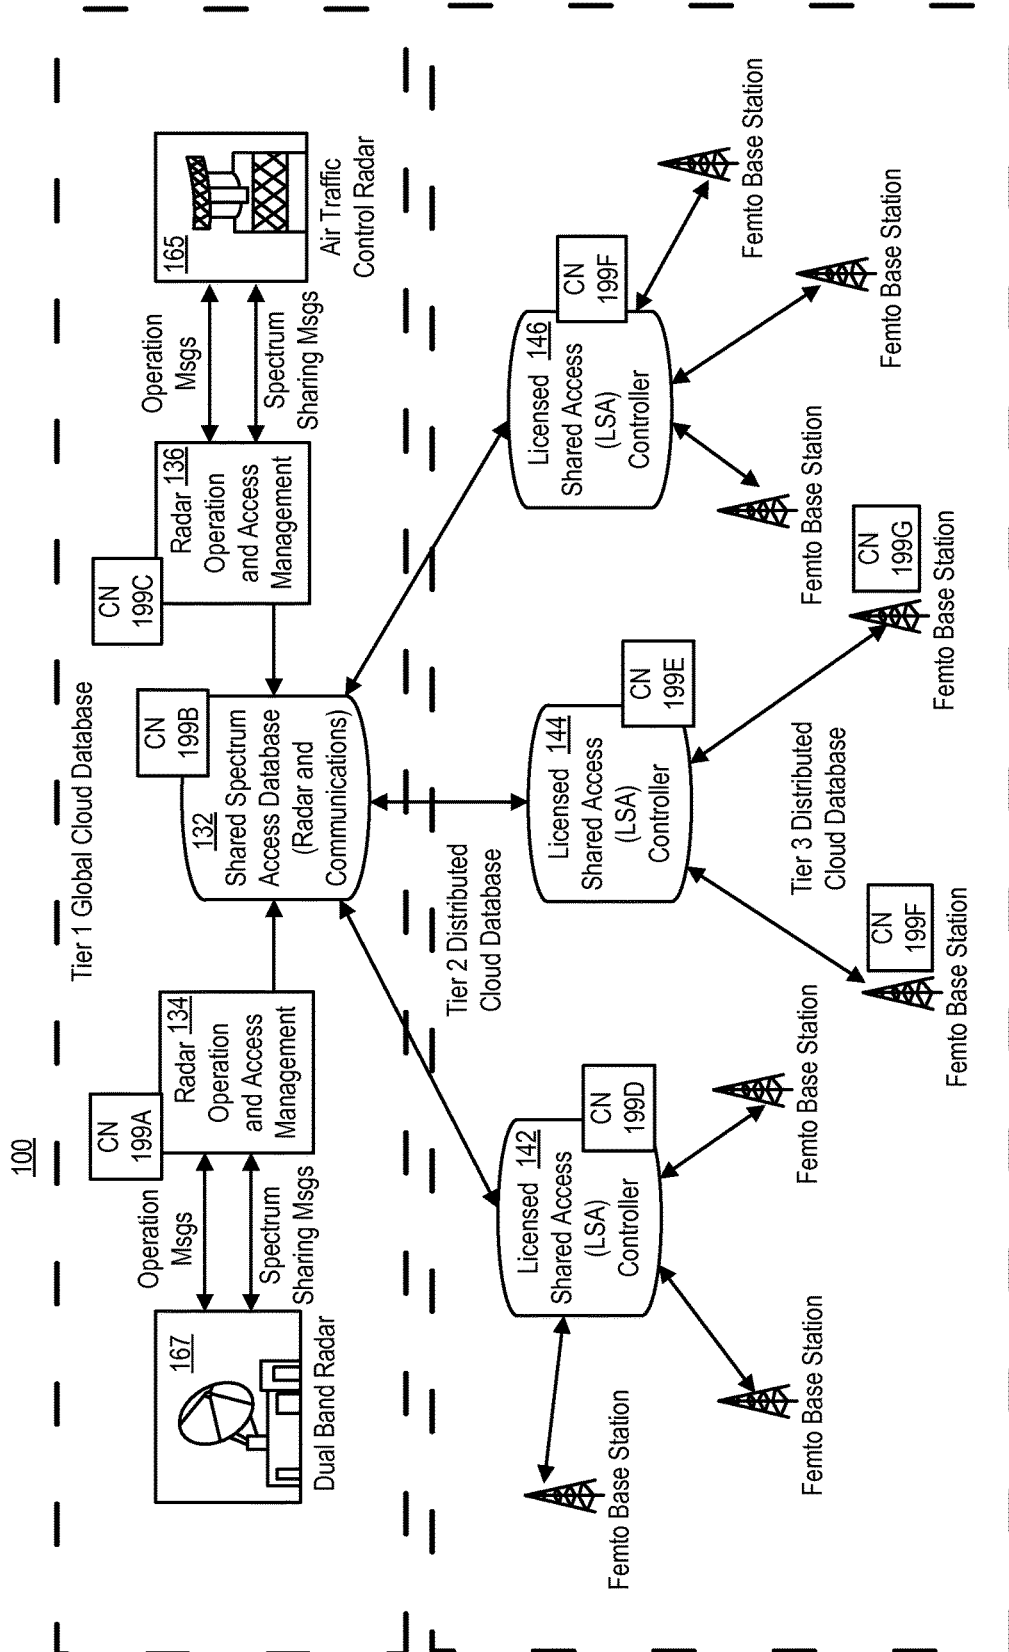 100
Tier 1 Global Cloud Database
CN
199A
CN
199B
CN
199C
167
Dual Band Radar
Operation
Msgs
Spectrum
Sharing Msgs
Radar 134
Operation
and Access
Management
132
Shared Spectrum
Access Database
(Radar and
Communications)
Radar 136
Operation
and Access
Management
Operation
Msgs
Spectrum
Sharing Msgs
165
Air Traffic
Control Radar
Tier 2 Distributed
Cloud Database
Licensed 142
Shared Access
(LSA)
Controller
CN
199D
Licensed 144
Shared Access
(LSA)
Controller
CN
199E
Licensed 146
Shared Access
(LSA)
Controller
CN
199F
Femto Base Station
Femto Base Station
Femto Base Station
Tier 3 Distributed
Cloud Database
CN
199F
Femto Base Station
CN
199G
Femto Base Station
Femto Base Station
Femto Base Station
Femto Base Station